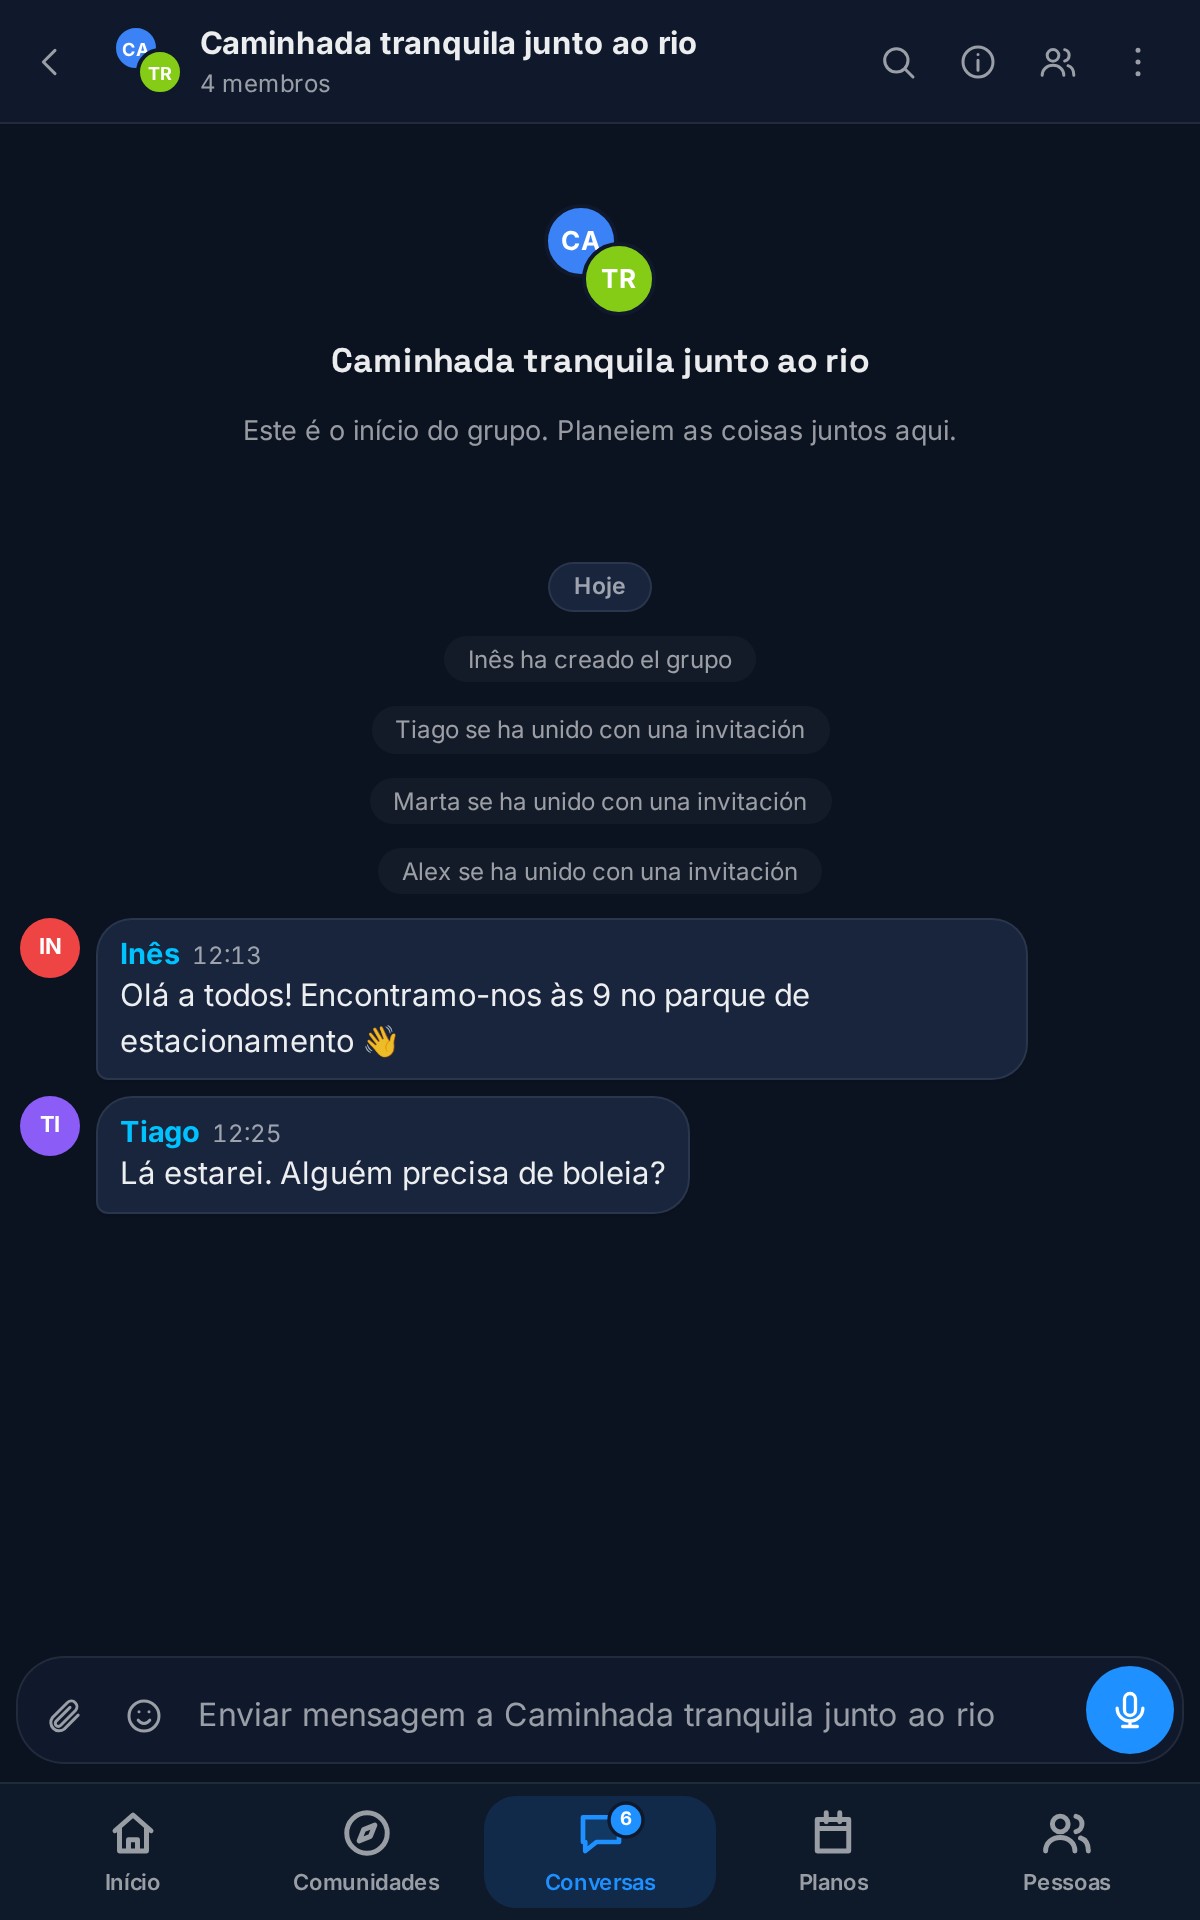 CA
TR
Caminhada tranquila junto ao rio
4 membros
CA
TR
Caminhada tranquila junto ao rio
Este é o início do grupo. Planeiem as coisas juntos aqui.
Hoje
Inês ha creado el grupo
Tiago se ha unido con una invitación
Marta se ha unido con una invitación
Alex se ha unido con una invitación
IN
Inês 12:13
Olá a todos! Encontramo-nos às 9 no parque de
estacionamento 👋
TI
Tiago 12:25
Lá estarei. Alguém precisa de boleia?
Enviar mensagem a Caminhada tranquila junto ao rio
6
Início
Comunidades
Conversas
Planos
Pessoas